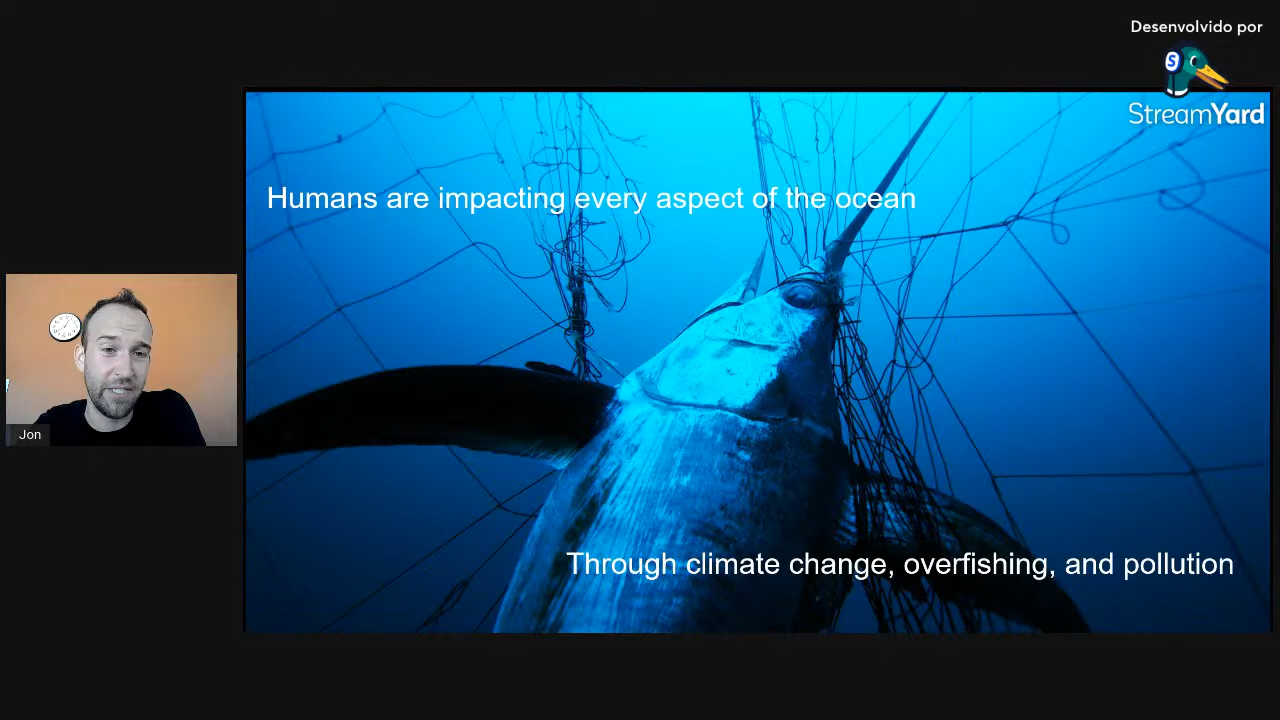 Desenvolvido por
S
StreamYard
Humans are impacting every aspect of the ocean
Jon
Through climate change, overfishing, and pollution